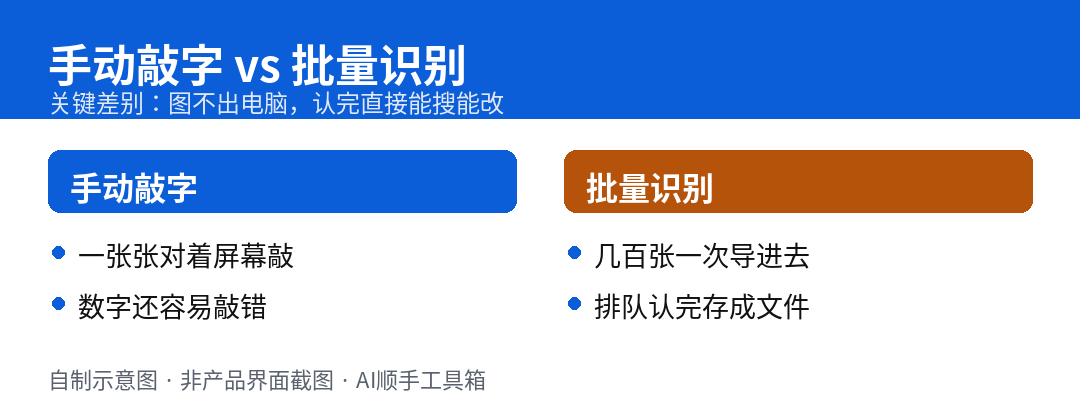 手动敲字 vs 批量识别
关键差别：图不出电脑，认完直接能搜能改
手动敲字
一张张对着屏幕敲
数字还容易敲错
批量识别
几百张一次导进去
排队认完存成文件
自制示意图 · 非产品界面截图 · AI顺手工具箱